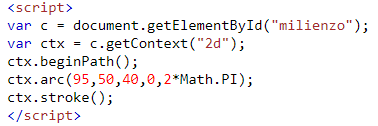 <script>
var c = document.getElementById("milienzo");
var ctx = c.getContext("2d");
ctx.beginPath();
ctx.arc(95,50,40,0,2*Math.PI);
ctx.stroke();
</script>